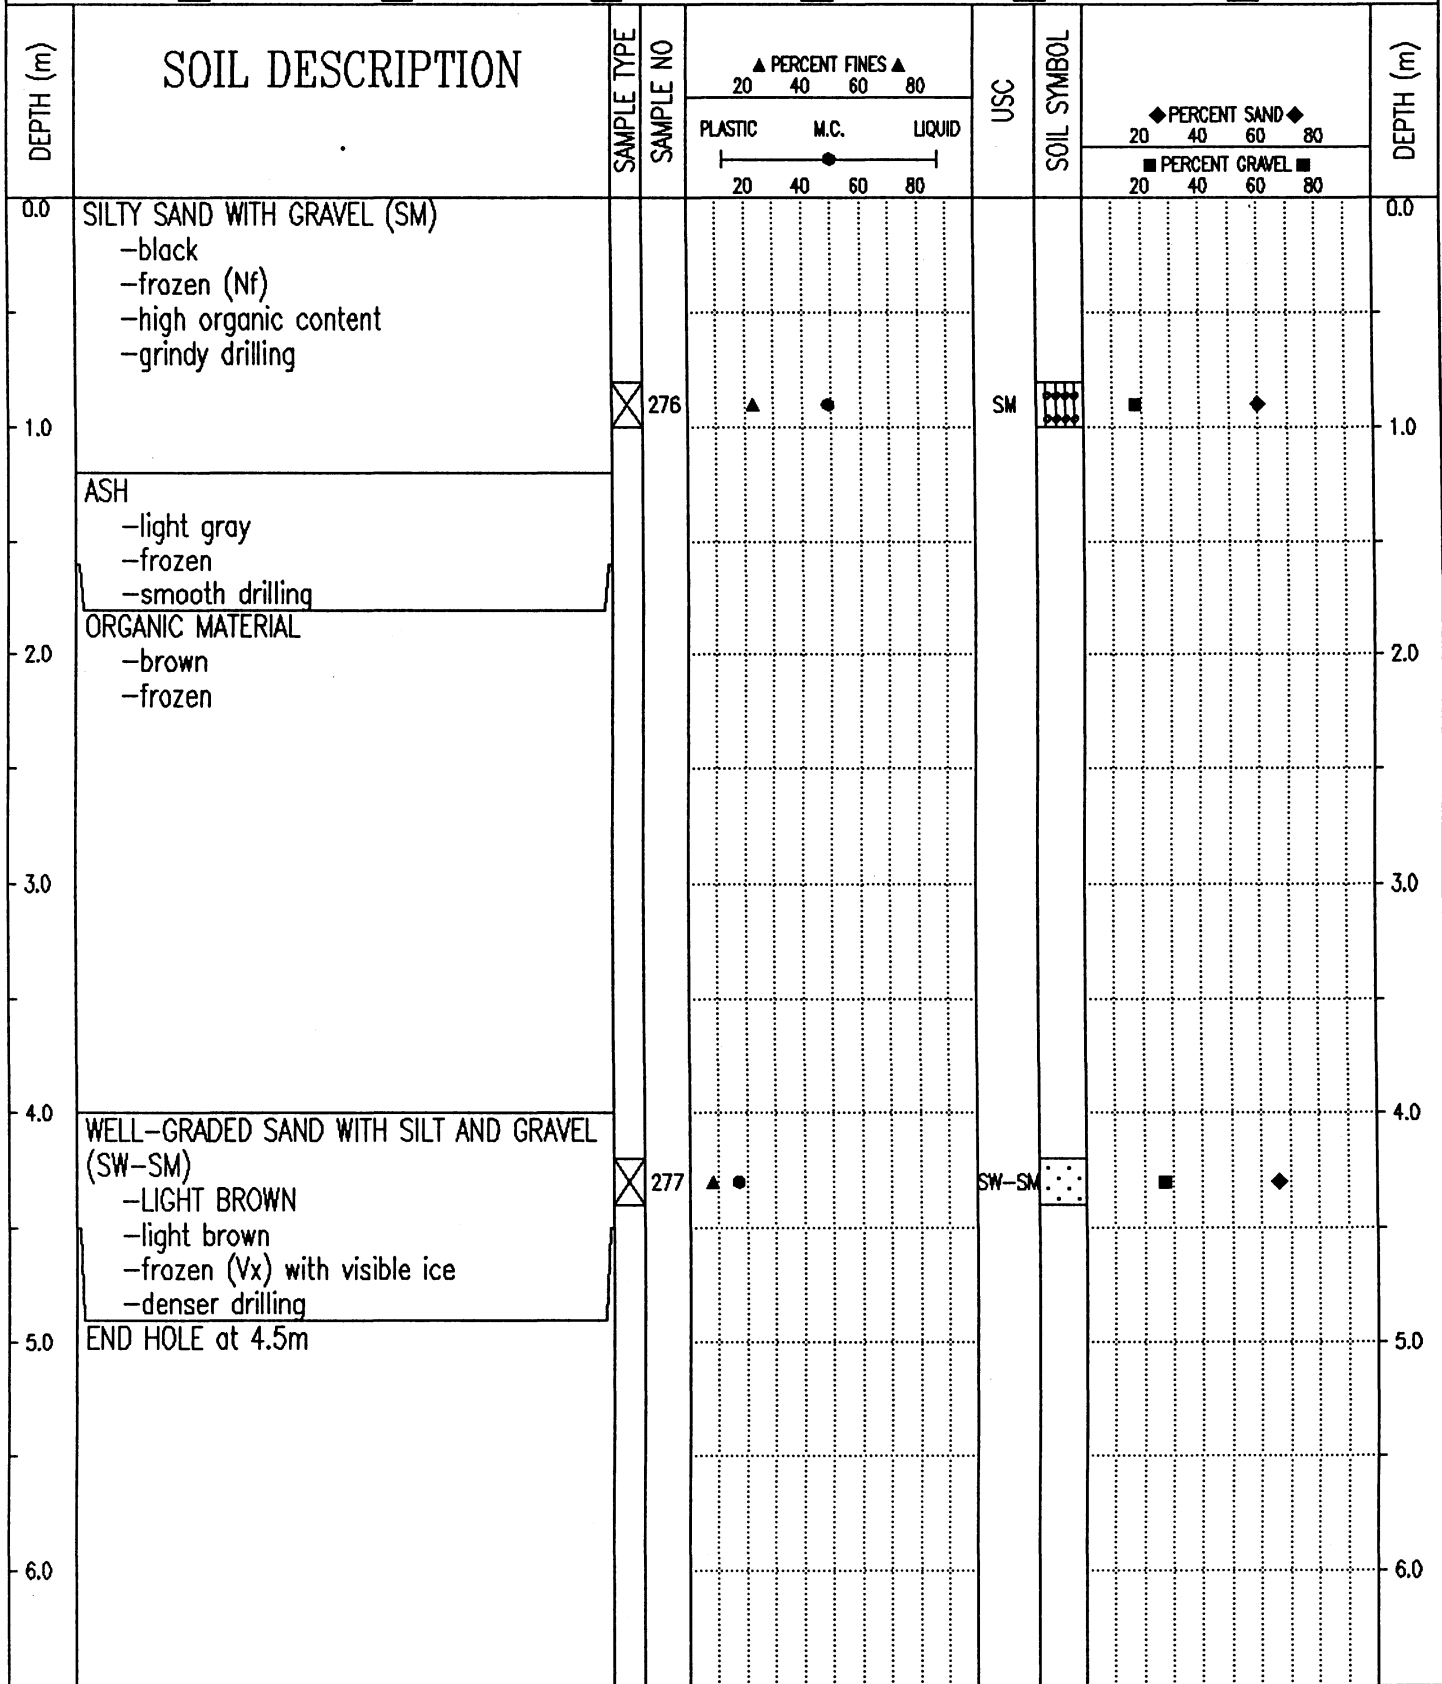 DEPTH (m)
SOIL DESCRIPTION
SAMPLE TYPE
SAMPLE NO
▲ PERCENT FINES ▲
20 40 60 80
PLASTIC M.C. LIQUID
20 40 60 80
USC
SOIL SYMBOL
◆ PERCENT SAND ◆
20 40 60 80
■ PERCENT GRAVEL ■
20 40 60 80
DEPTH (m)
0.0 SILTY SAND WITH GRAVEL (SM) 0.0
-black
-frozen (Nf)
-high organic content
-grindy drilling
276 SM
1.0 1.0
ASH
-light gray
-frozen
-smooth drilling
ORGANIC MATERIAL
2.0 -brown 2.0
-frozen
3.0 3.0
4.0 4.0
WELL-GRADED SAND WITH SILT AND GRAVEL
(SW-SM)
277 SW-SM
-LIGHT BROWN
-light brown
-frozen (Vx) with visible ice
-denser drilling
5.0 END HOLE at 4.5m 5.0
6.0 6.0